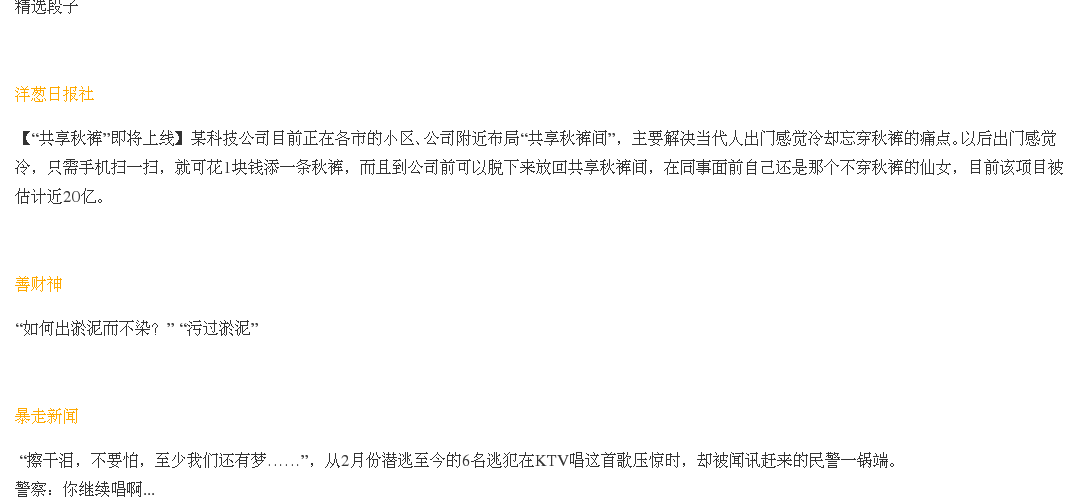 精选段子
洋葱日报社
【“共享秋裤”即将上线】某科技公司目前正在各市的小区、公司附近布局“共享秋裤间”，主要解决当代人出门感觉冷却忘穿秋裤的痛点。以后出门感觉
冷，只需手机扫一扫，就可花1块钱添一条秋裤，而且到公司前可以脱下来放回共享秋裤间，在同事面前自己还是那个不穿秋裤的仙女，目前该项目被
估计近20亿。
善财神
“如何出淤泥而不染？” “污过淤泥”
暴走新闻
“擦干泪，不要怕，至少我们还有梦……”，从2月份潜逃至今的6名逃犯在KTV唱这首歌压惊时，却被闻讯赶来的民警一锅端。
警察：你继续唱啊...